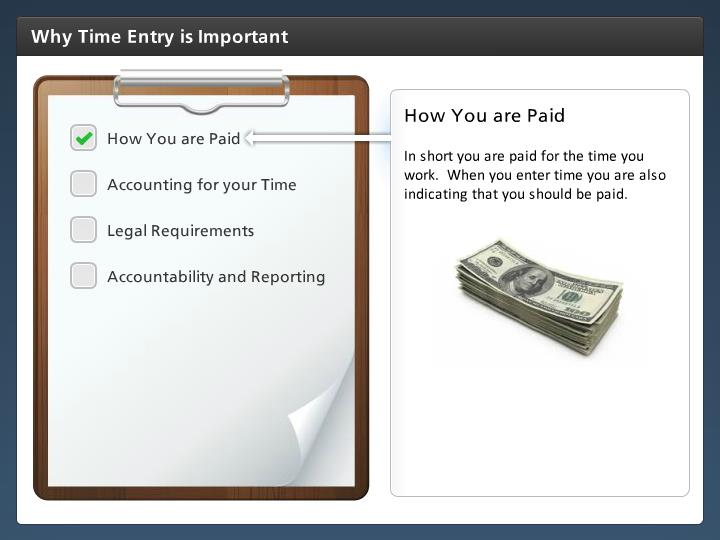 Why Time Entry is Important
How You are Paid
Accounting for your Time
Legal Requirements
Accountability and Reporting
How You are Paid
In short you are paid for the time you
work.  When you enter time you are also
indicating that you should be paid.
100